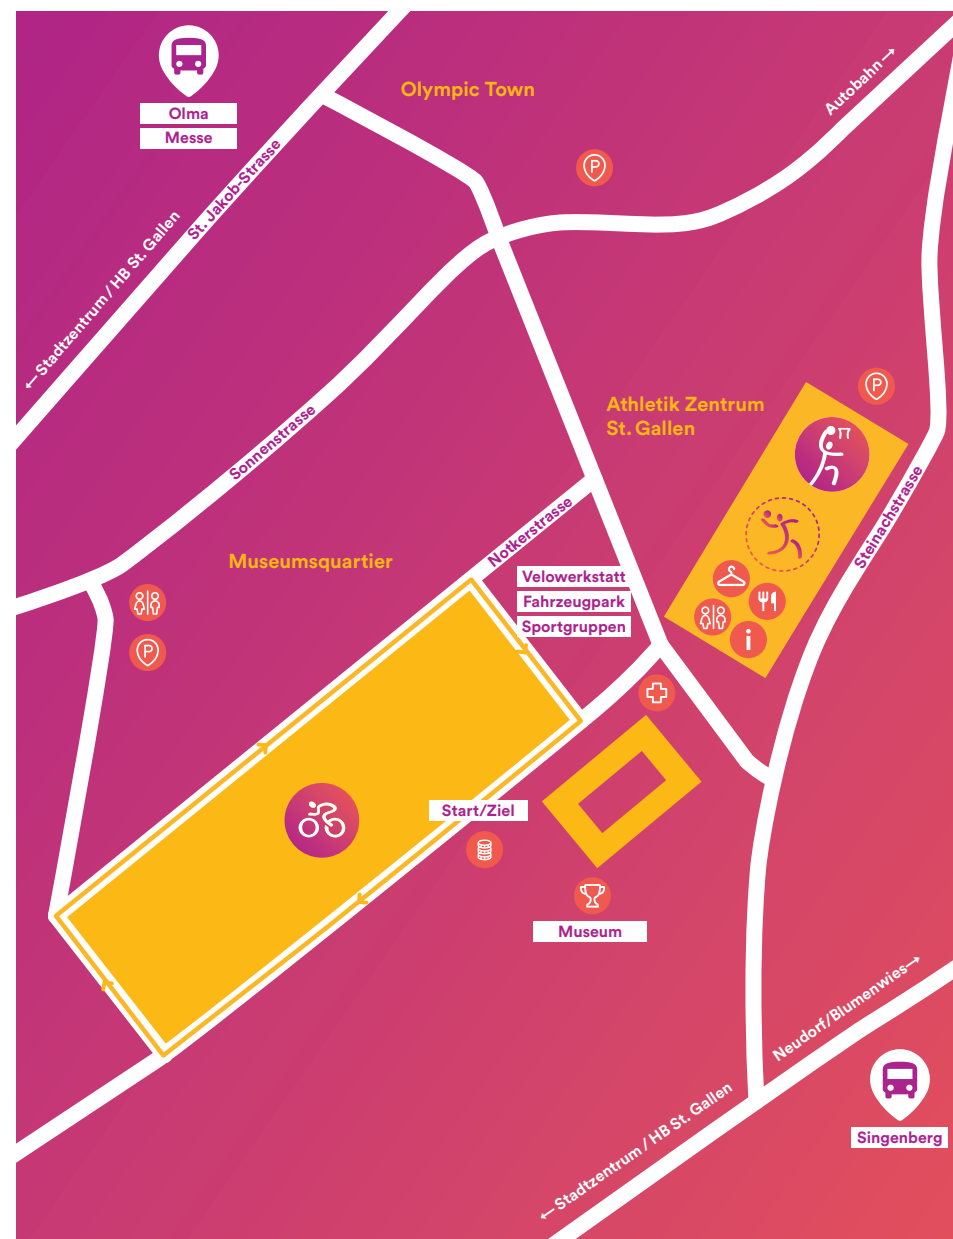 Olympic Town
Autobahn →
P
Olma
Messe
St. Jakob-Strasse
← Stadtzentrum / HB St. Gallen
P
Athletik Zentrum
St. Gallen
Sonnenstrasse
Steinachstrasse
Notkerstrasse
Museumsquartier
Velowerkstatt
Fahrzeugpark
Sportgruppen
i
P
Start/Ziel
Museum
Neudorf/Blumenwies →
← Stadtzentrum / HB St. Gallen
Singenberg